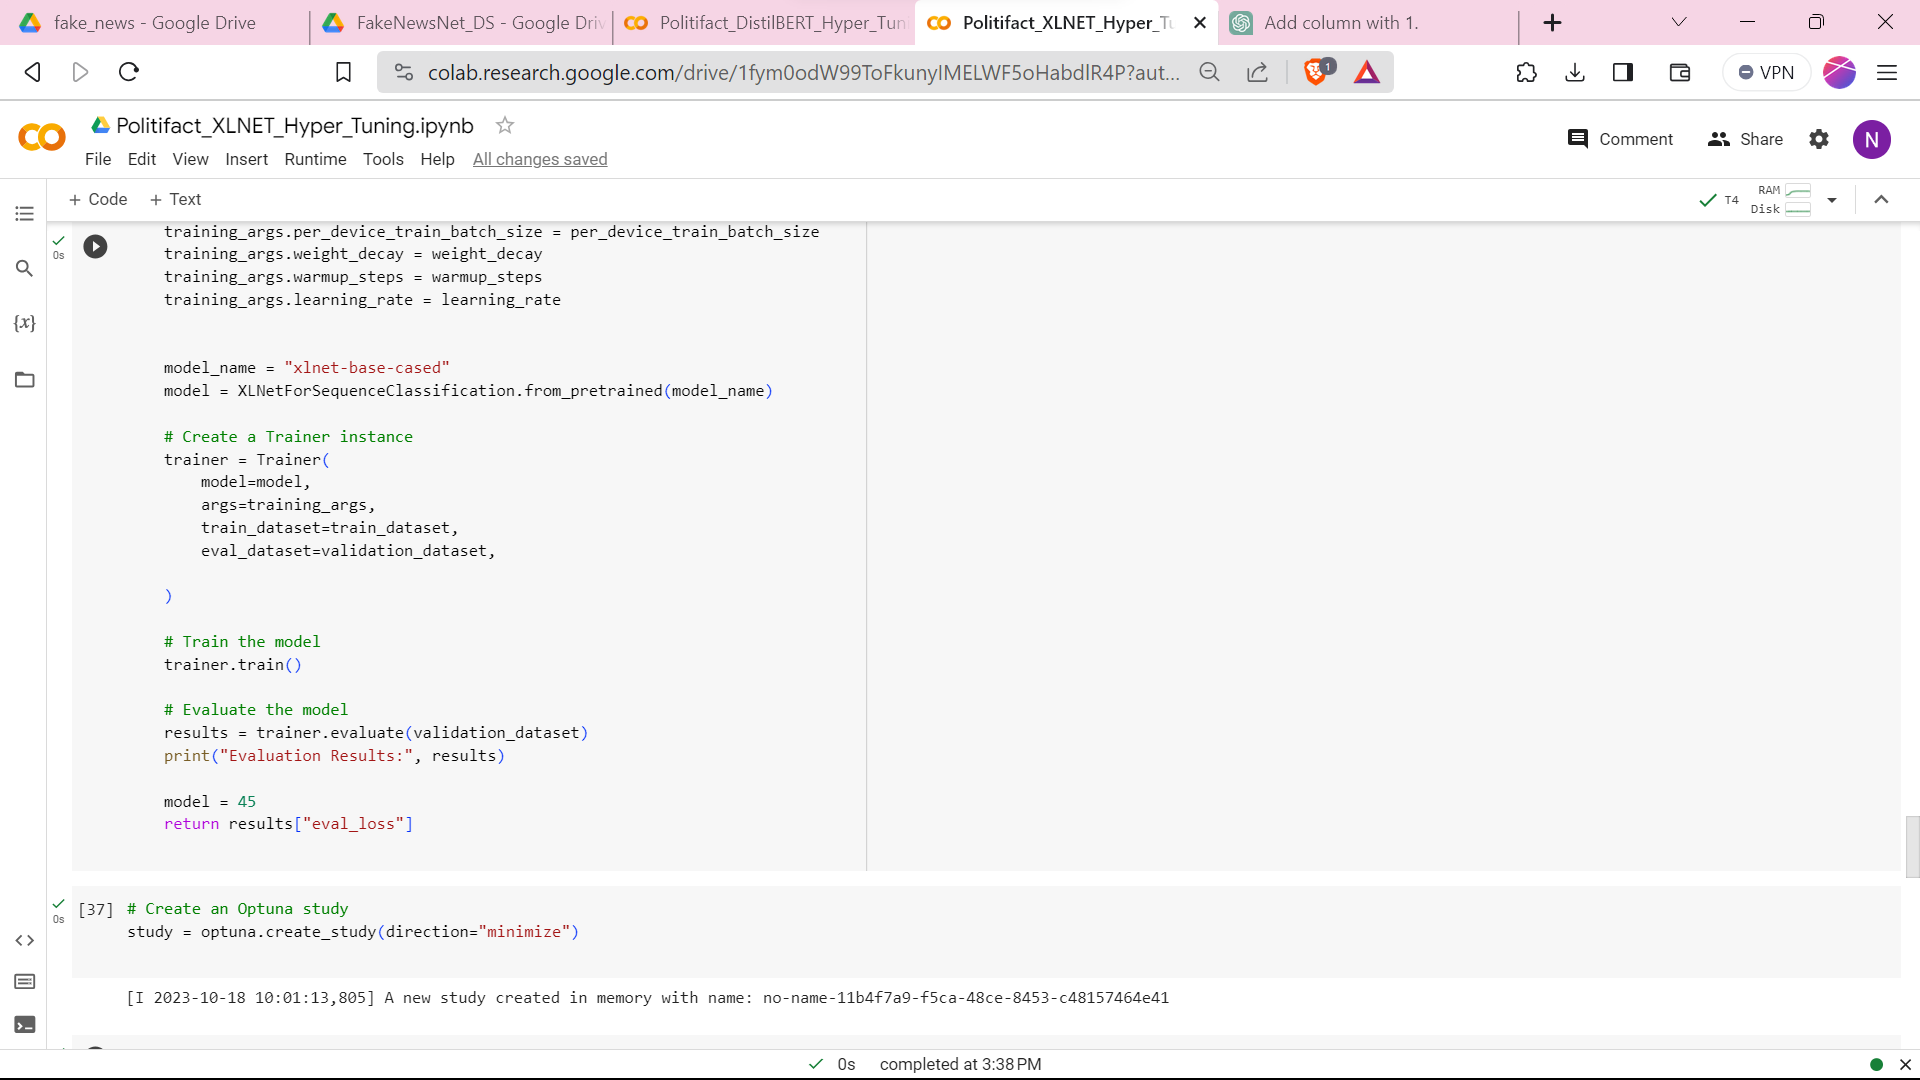 fake_news - Google Drive
FakeNewsNet_DS - Google Driv
Politifact_DistilBERT_Hyper_Tun
Politifact_XLNET_Hyper_Tu
Add column with 1.
colab.research.google.com/drive/1fym0odW99ToFkunyIMELWF5oHabdlR4P?aut...
1
VPN
Politifact_XLNET_Hyper_Tuning.ipynb
Comment
Share
N
File Edit View Insert Runtime Tools Help All changes saved
+ Code + Text
T4
RAM
Disk
0s
{x}
training_args.per_device_train_batch_size = per_device_train_batch_size
training_args.weight_decay = weight_decay
training_args.warmup_steps = warmup_steps
training_args.learning_rate = learning_rate
model_name = "xlnet-base-cased"
model = XLNetForSequenceClassification.from_pretrained(model_name)
# Create a Trainer instance
trainer = Trainer(
model=model,
args=training_args,
train_dataset=train_dataset,
eval_dataset=validation_dataset,
)
# Train the model
trainer.train()
# Evaluate the model
results = trainer.evaluate(validation_dataset)
print("Evaluation Results:", results)
model = 45
return results["eval_loss"]
0s
[37] # Create an Optuna study
study = optuna.create_study(direction="minimize")
[I 2023-10-18 10:01:13,805] A new study created in memory with name: no-name-11b4f7a9-f5ca-48ce-8453-c48157464e41
0s completed at 3:38 PM